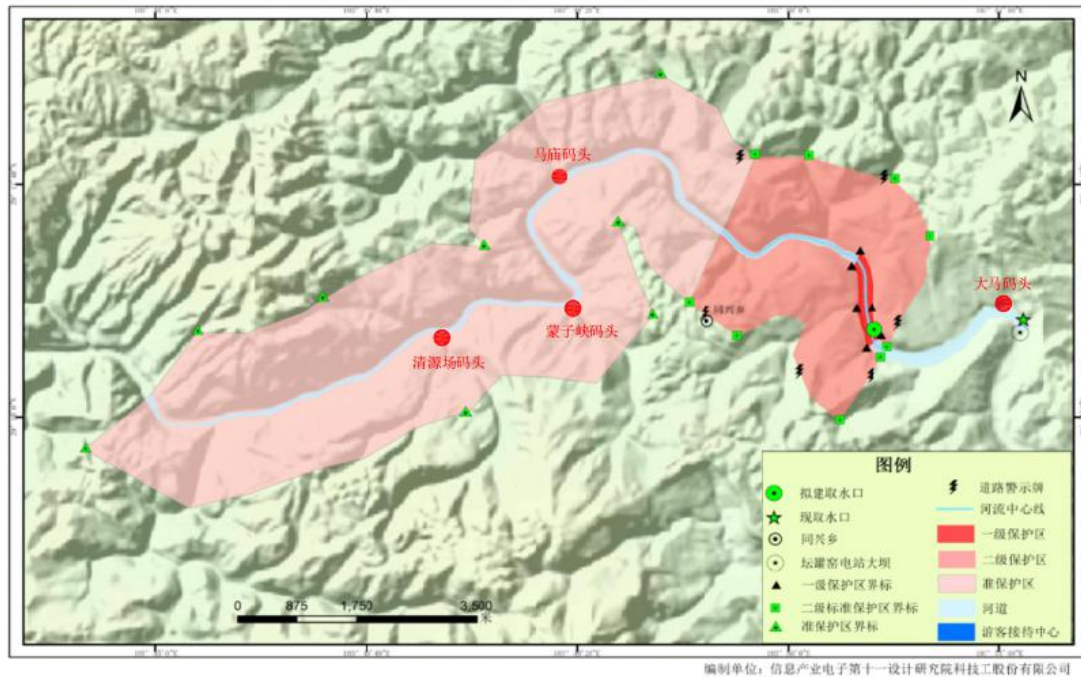 N
马庙码头
大马码头
同兴乡
蒙子峡码头
清源场码头
图例
拟建取水口
现取水口
同兴乡
坛罐窑电站大坝
一级保护区界标
二级标准保护区界标
准保护区界标
道路警示牌
河流中心线
一级保护区
二级保护区
准保护区
河道
游客接待中心
0 875 1,750 3,500
米
编制单位：信息产业电子第十一设计研究院科技工股份有限公司